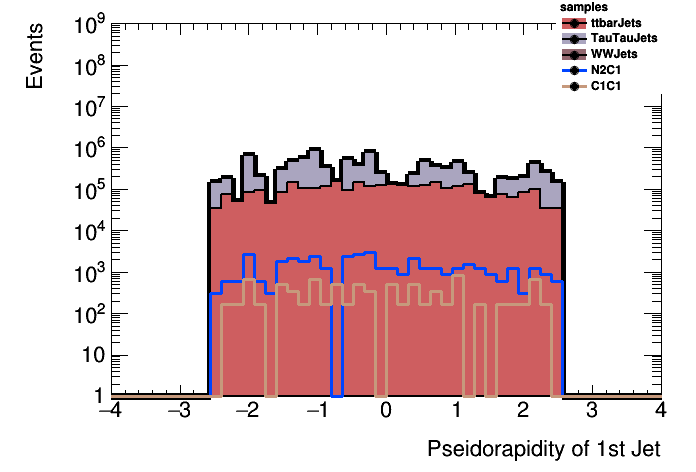 samples
ttbarJets
TauTauJets
WWJets
N2C1
C1C1
Events
10⁹
10⁸
10⁷
10⁶
10⁵
10⁴
10³
10²
10
1
−4 −3 −2 −1 0 1 2 3 4
Pseidorapidity of 1st Jet